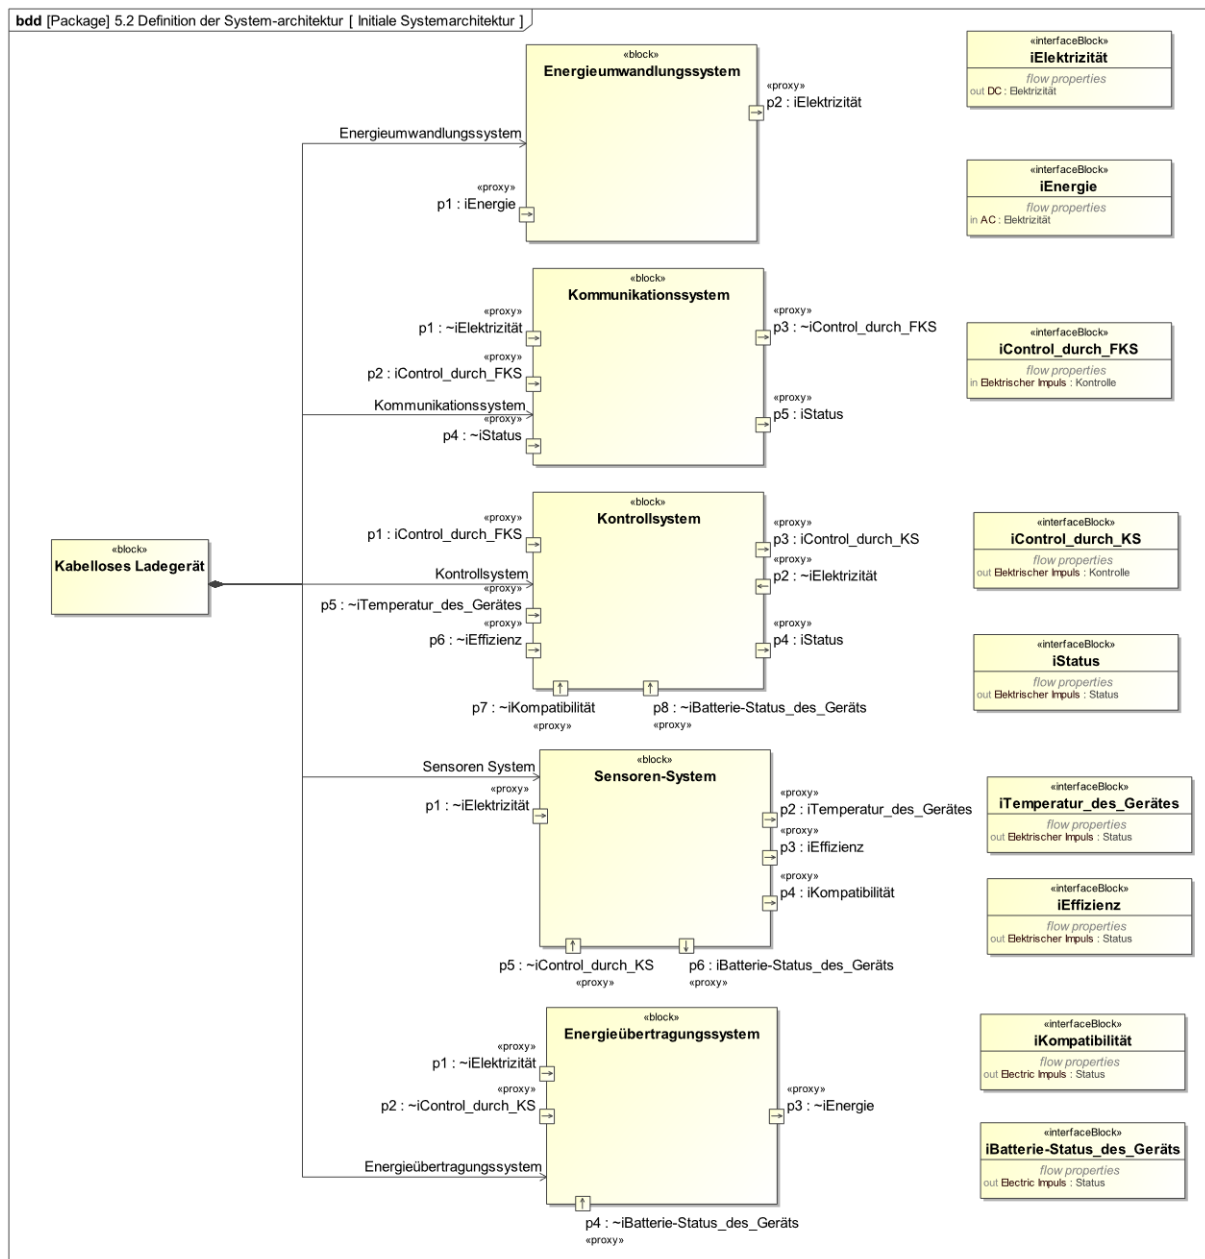 bdd [Package] 5.2 Definition der System-architektur [ Initiale Systemarchitektur ]
«block»
Energieumwandlungssystem
«proxy»
p2 : iElektrizität
Energieumwandlungssystem
«proxy»
p1 : iEnergie
«interfaceBlock»
iElektrizität
flow properties
out DC : Elektrizität
«interfaceBlock»
iEnergie
flow properties
in AC : Elektrizität
«block»
Kommunikationssystem
«proxy»
p1 : ~iElektrizität
«proxy»
p2 : iControl_durch_FKS
Kommunikationssystem
«proxy»
p4 : ~iStatus
«proxy»
p3 : ~iControl_durch_FKS
«proxy»
p5 : iStatus
«interfaceBlock»
iControl_durch_FKS
flow properties
in Elektrischer Impuls : Kontrolle
«block»
Kabelloses Ladegerät
«block»
Kontrollsystem
«proxy»
p1 : iControl_durch_FKS
Kontrollsystem
«proxy»
p5 : ~iTemperatur_des_Gerätes
«proxy»
p6 : ~iEffizienz
«proxy»
p3 : iControl_durch_KS
«proxy»
p2 : ~iElektrizität
«proxy»
p4 : iStatus
p7 : ~iKompatibilität
«proxy»
p8 : ~iBatterie-Status_des_Geräts
«proxy»
«interfaceBlock»
iControl_durch_KS
flow properties
out Elektrischer Impuls : Kontrolle
«interfaceBlock»
iStatus
flow properties
out Elektrischer Impuls : Status
«block»
Sensoren-System
Sensoren System
«proxy»
p1 : ~iElektrizität
«proxy»
p2 : iTemperatur_des_Gerätes
«proxy»
p3 : iEffizienz
«proxy»
p4 : iKompatibilität
p5 : ~iControl_durch_KS
«proxy»
p6 : iBatterie-Status_des_Geräts
«proxy»
«interfaceBlock»
iTemperatur_des_Gerätes
flow properties
out Elektrischer Impuls : Status
«interfaceBlock»
iEffizienz
flow properties
out Elektrischer Impuls : Status
«block»
Energieübertragungssystem
«proxy»
p1 : ~iElektrizität
«proxy»
p2 : ~iControl_durch_KS
Energieübertragungssystem
«proxy»
p3 : ~iEnergie
p4 : ~iBatterie-Status_des_Geräts
«proxy»
«interfaceBlock»
iKompatibilität
flow properties
out Electric Impuls : Status
«interfaceBlock»
iBatterie-Status_des_Geräts
flow properties
out Electric Impuls : Status